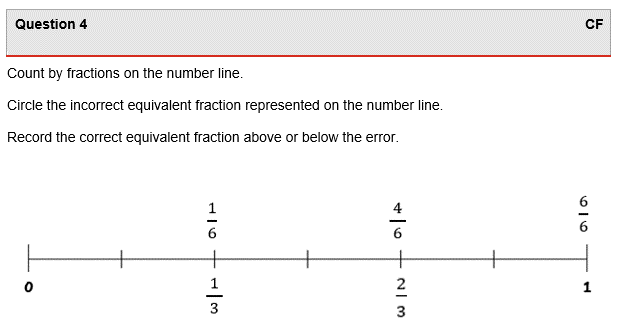 Question 4 CF
Count by fractions on the number line.
Circle the incorrect equivalent fraction represented on the number line.
Record the correct equivalent fraction above or below the error.
1/6 4/6 6/6
0 1/3 2/3 1